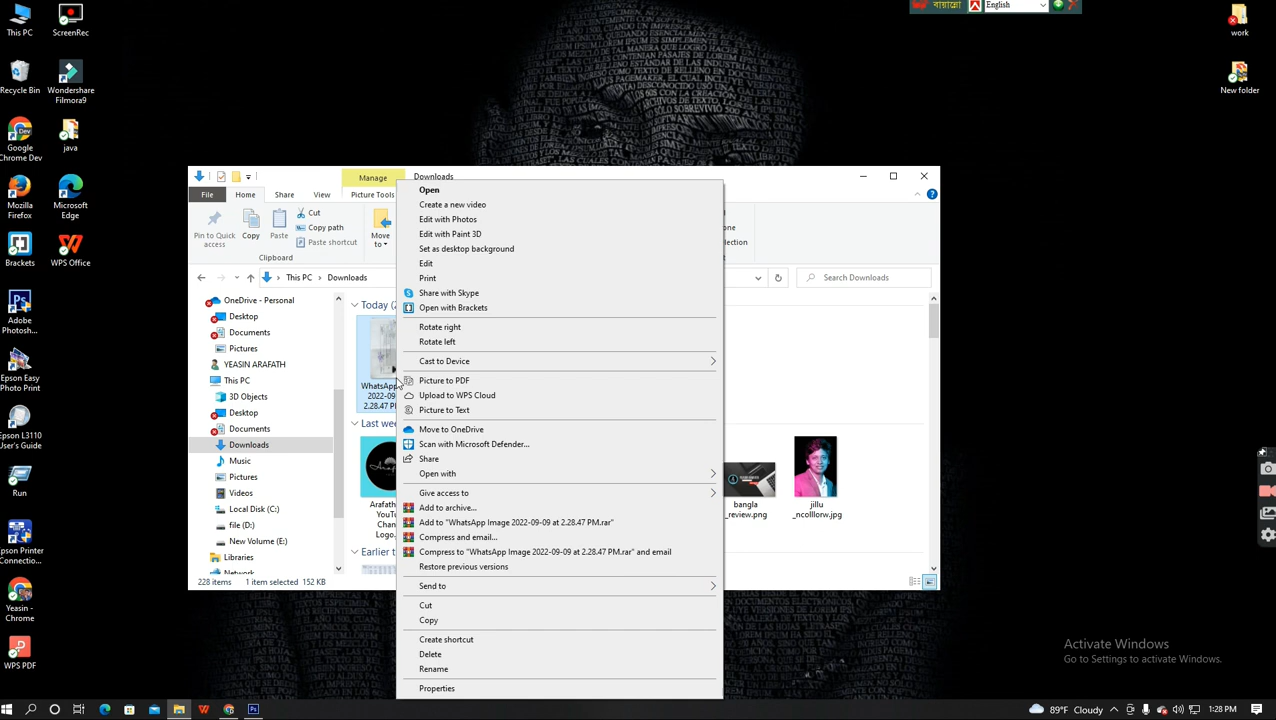 This PC
ScreenRec
Recycle Bin
Wondershare
Filmora9
Google
Chrome Dev
java
Mozilla
Firefox
Microsoft
Edge
Brackets
WPS Office
Adobe
Photosh...
Epson Easy
Photo Print
Epson L3110
User's Guide
Run
Epson Printer
Connectio...
Yeasin -
Chrome
WPS PDF
English
work
New folder
Manage
Downloads
File
Home
Share
View
Picture Tools
Pin to Quick
access
Copy
Paste
Cut
Copy path
Paste shortcut
Move
to
Clipboard
This PC
Downloads
Search Downloads
OneDrive - Personal
Desktop
Documents
Pictures
YEASIN ARAFATH
This PC
3D Objects
Desktop
Documents
Downloads
Music
Pictures
Videos
Local Disk (C:)
file (D:)
New Volume (E:)
Libraries
Network
Today (2
WhatsApp
2022-09
2.28.47 P
Last wee
Arafat
YouTu
Chan
Logo.
Earlier t
bangla
_review.png
jillu
_ncolllorw.jpg
228 items
1 item selected 152 KB
Open
Create a new video
Edit with Photos
Edit with Paint 3D
Set as desktop background
Edit
Print
Share with Skype
Open with Brackets
Rotate right
Rotate left
Cast to Device
Picture to PDF
Upload to WPS Cloud
Picture to Text
Move to OneDrive
Scan with Microsoft Defender...
Share
Open with
Give access to
Add to archive...
Add to "WhatsApp Image 2022-09-09 at 2.28.47 PM.rar"
Compress and email...
Compress to "WhatsApp Image 2022-09-09 at 2.28.47 PM.rar" and email
Restore previous versions
Send to
Cut
Copy
Create shortcut
Delete
Rename
Properties
Activate Windows
Go to Settings to activate Windows.
89°F Cloudy
1:28 PM